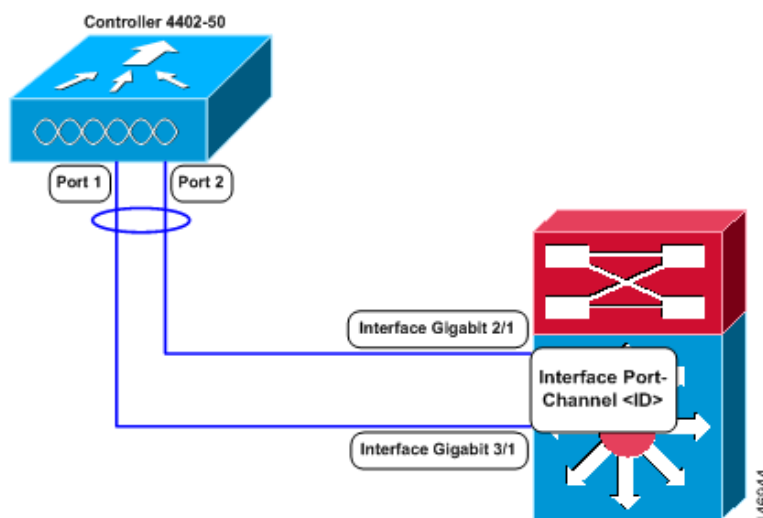 Controller 4402-50
Port 1
Port 2
Interface Gigabit 2/1
Interface Port-
Channel <ID>
Interface Gigabit 3/1
146944